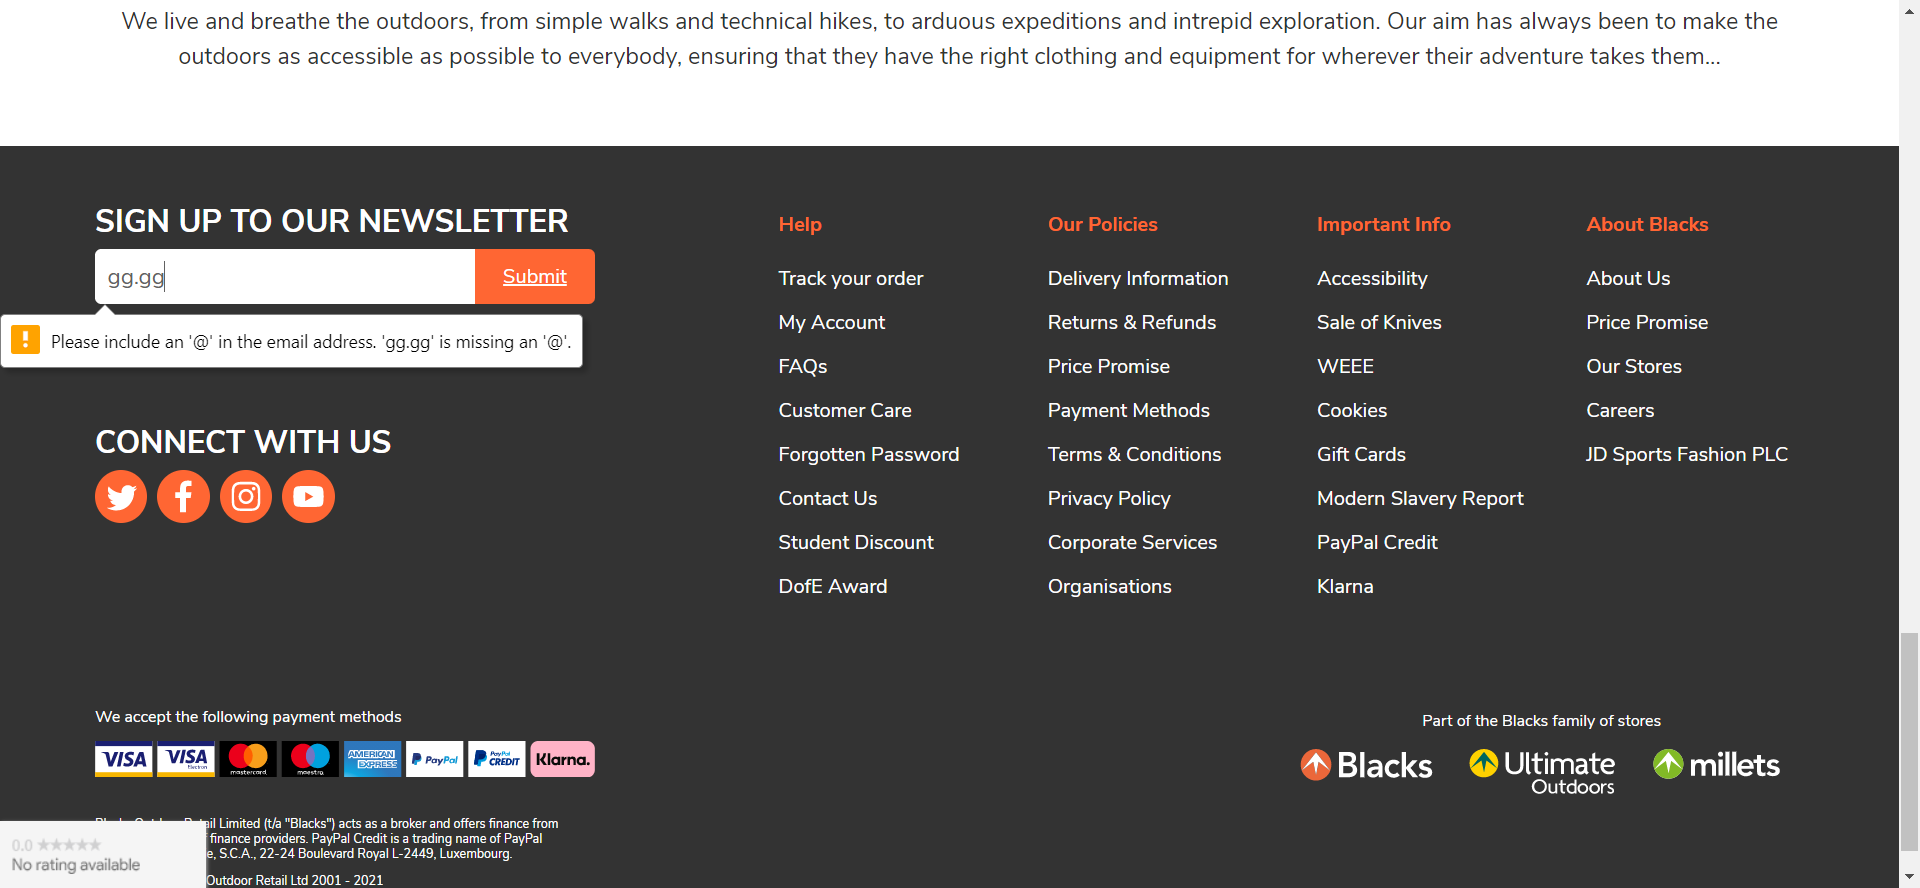 We live and breathe the outdoors, from simple walks and technical hikes, to arduous expeditions and intrepid exploration. Our aim has always been to make the
outdoors as accessible as possible to everybody, ensuring that they have the right clothing and equipment for wherever their adventure takes them...
SIGN UP TO OUR NEWSLETTER
gg.gg
Submit
Please include an '@' in the email address. 'gg.gg' is missing an '@'.
CONNECT WITH US
Help
Track your order
My Account
FAQs
Customer Care
Forgotten Password
Contact Us
Student Discount
DofE Award
Our Policies
Delivery Information
Returns & Refunds
Price Promise
Payment Methods
Terms & Conditions
Privacy Policy
Corporate Services
Organisations
Important Info
Accessibility
Sale of Knives
WEEE
Cookies
Gift Cards
Modern Slavery Report
PayPal Credit
Klarna
About Blacks
About Us
Price Promise
Our Stores
Careers
JD Sports Fashion PLC
We accept the following payment methods
VISA
VISA
Electron
mastercard
maestro
AMERICAN
EXPRESS
PayPal
PayPal
CREDIT
Klarna.
Part of the Blacks family of stores
Blacks
Ultimate
Outdoors
millets
Limited (t/a "Blacks") acts as a broker and offers finance from
finance providers. PayPal Credit is a trading name of PayPal
S.C.A., 22-24 Boulevard Royal L-2449, Luxembourg.
Outdoor Retail Ltd 2001 - 2021
0.0 ★★★★★
No rating available